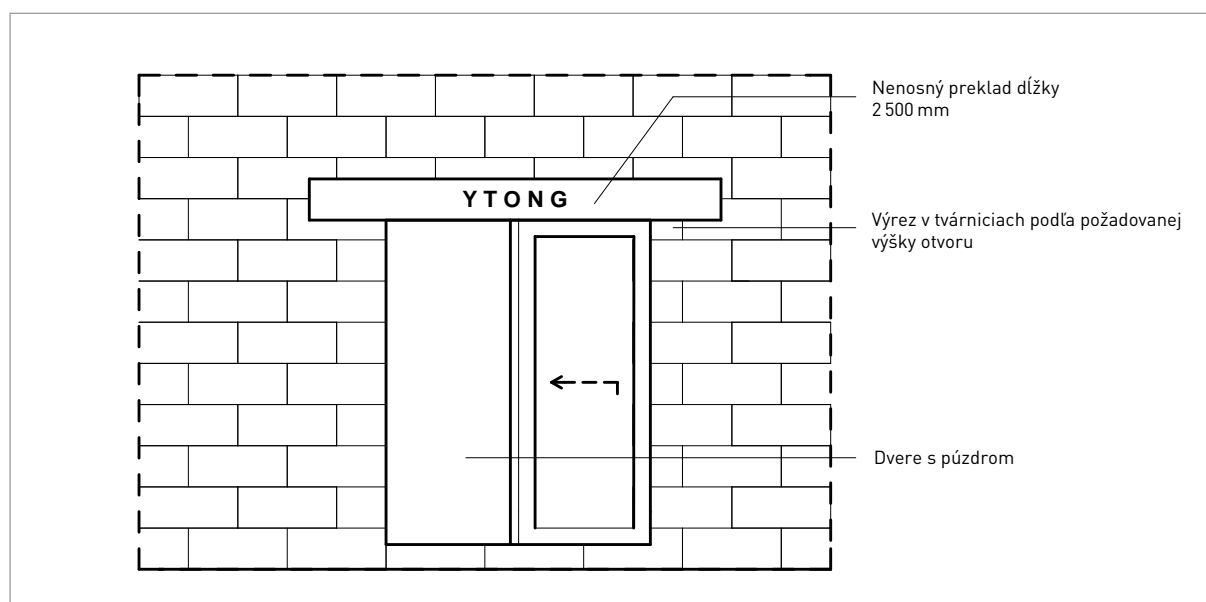 Nenosný preklad dĺžky
2 500 mm
YTONG
Výrez v tvárniciach podľa požadovanej
výšky otvoru
Dvere s púzdrom